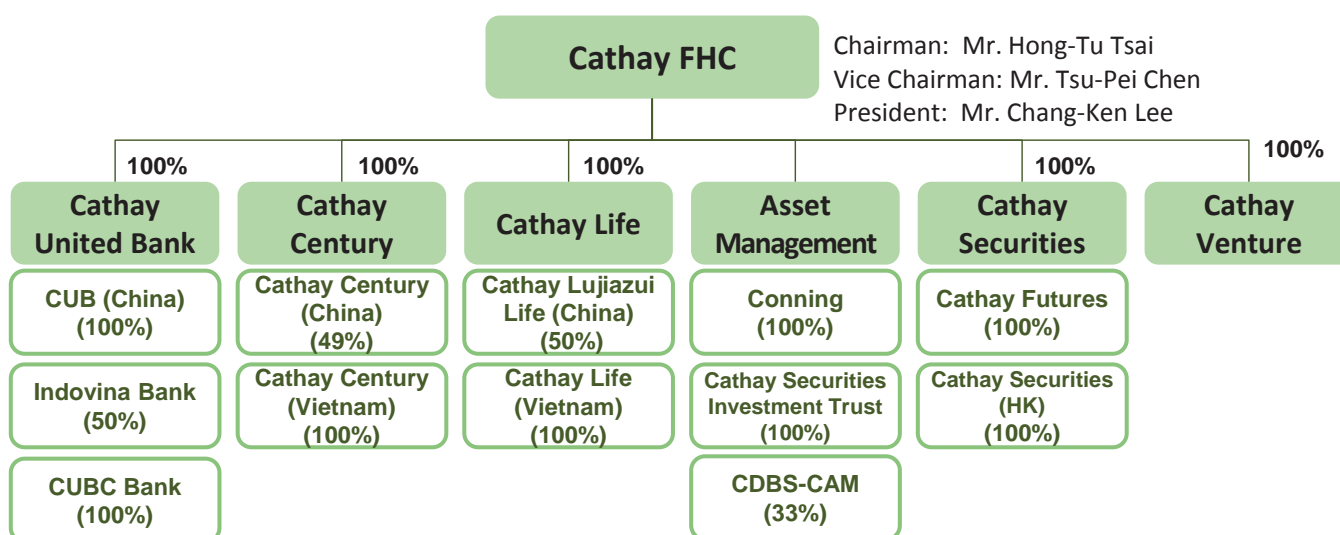 Cathay FHC
Chairman: Mr. Hong-Tu Tsai
Vice Chairman: Mr. Tsu-Pei Chen
President: Mr. Chang-Ken Lee
100%
100%
100%
100%
100%
Cathay
United Bank
Cathay
Century
Cathay Life
Asset
Management
Cathay
Securities
Cathay
Venture
CUB (China)
(100%)
Cathay Century
(China)
(49%)
Cathay Lujiazui
Life (China)
(50%)
Conning
(100%)
Cathay Futures
(100%)
Indovina Bank
(50%)
Cathay Century
(Vietnam)
(100%)
Cathay Life
(Vietnam)
(100%)
Cathay Securities
Investment Trust
(100%)
Cathay Securities
(HK)
(100%)
CUBC Bank
(100%)
CDBS-CAM
(33%)